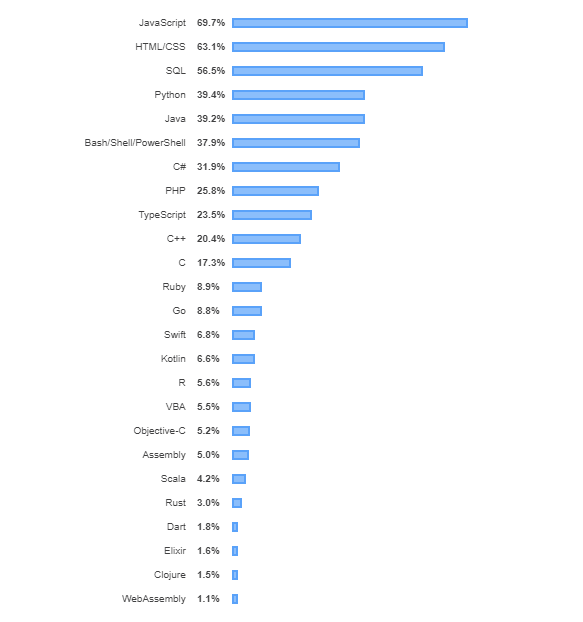 JavaScript 69.7%
HTML/CSS 63.1%
SQL 56.5%
Python 39.4%
Java 39.2%
Bash/Shell/PowerShell 37.9%
C# 31.9%
PHP 25.8%
TypeScript 23.5%
C++ 20.4%
C 17.3%
Ruby 8.9%
Go 8.8%
Swift 6.8%
Kotlin 6.6%
R 5.6%
VBA 5.5%
Objective-C 5.2%
Assembly 5.0%
Scala 4.2%
Rust 3.0%
Dart 1.8%
Elixir 1.6%
Clojure 1.5%
WebAssembly 1.1%